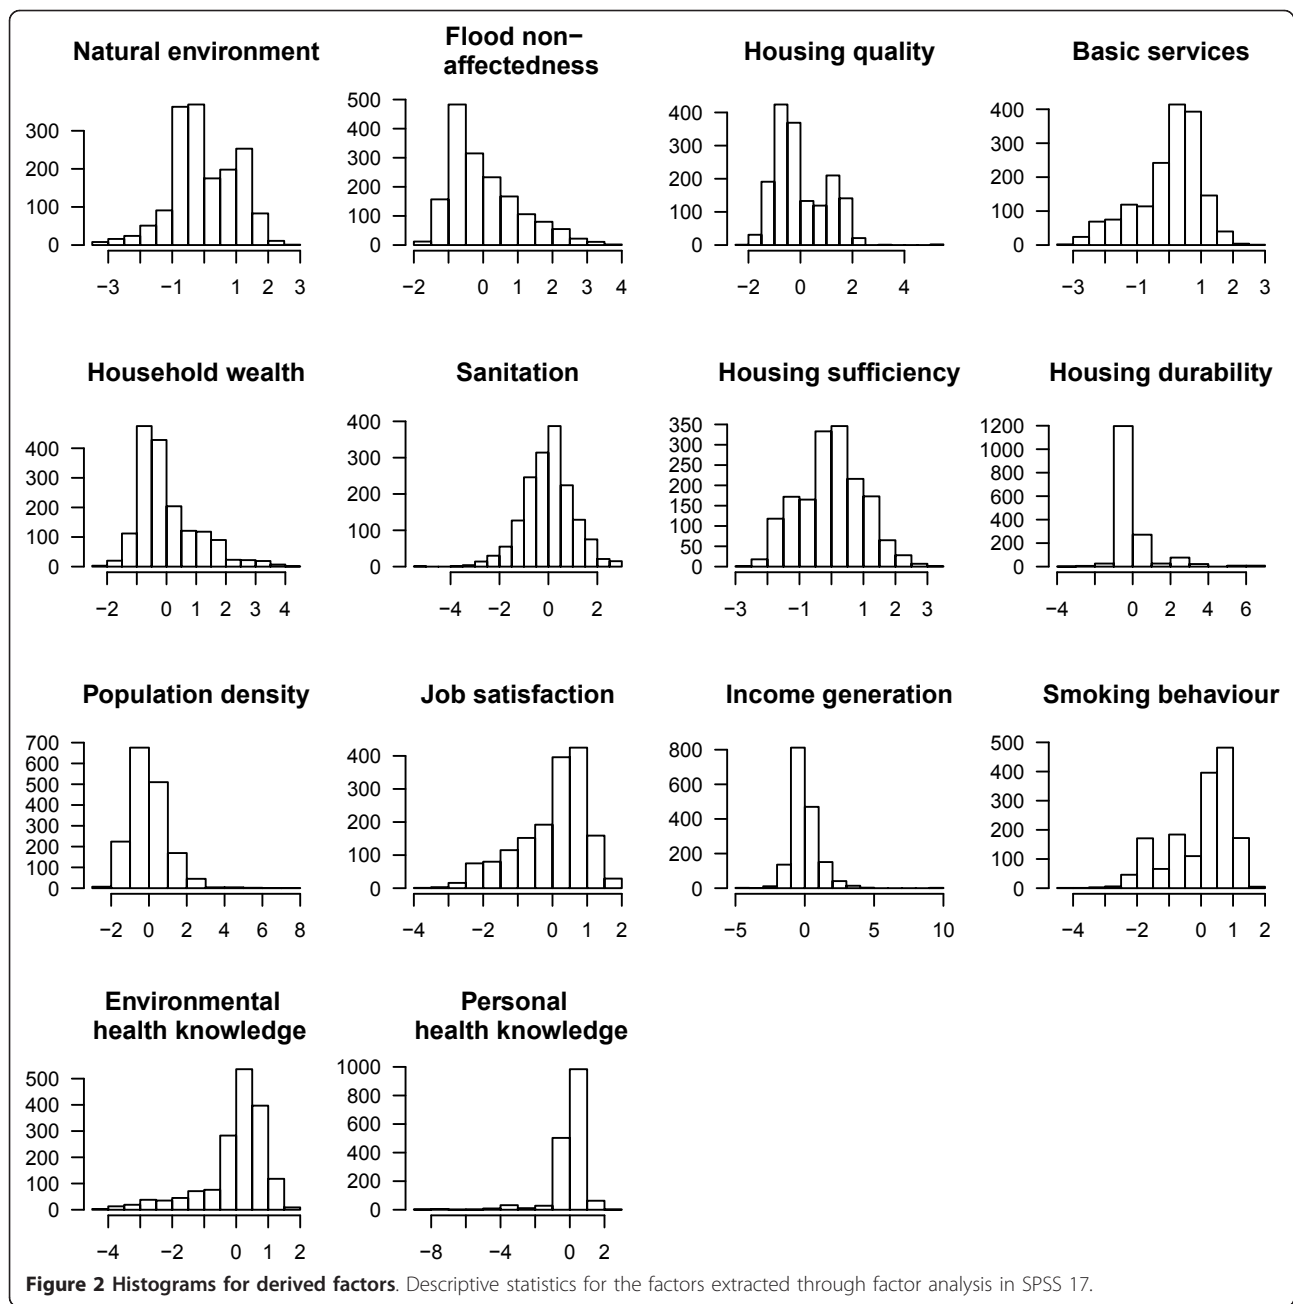 Natural environment
300
200
100
0
−3 −1 1 2 3
Flood non−
affectedness
500
400
300
200
100
0
−2 0 1 2 3 4
Housing quality
400
300
200
100
0
−2 0 2 4
Basic services
400
300
200
100
0
−3 −1 1 2 3
Household wealth
400
300
200
100
0
−2 0 1 2 3 4
Sanitation
400
300
200
100
0
−4 −2 0 2
Housing sufficiency
350
300
250
200
150
100
50
0
−3 −1 1 2 3
Housing durability
1200
1000
800
600
400
200
0
−4 0 2 4 6
Population density
700
600
500
400
300
200
100
0
−2 0 2 4 6 8
Job satisfaction
400
300
200
100
0
−4 −2 0 1 2
Income generation
800
600
400
200
0
−5 0 5 10
Smoking behaviour
500
400
300
200
100
0
−4 −2 0 1 2
Environmental
health knowledge
500
400
300
200
100
0
−4 −2 0 1 2
Personal
health knowledge
1000
800
600
400
200
0
−8 −4 0 2
Figure 2 Histograms for derived factors. Descriptive statistics for the factors extracted through factor analysis in SPSS 17.